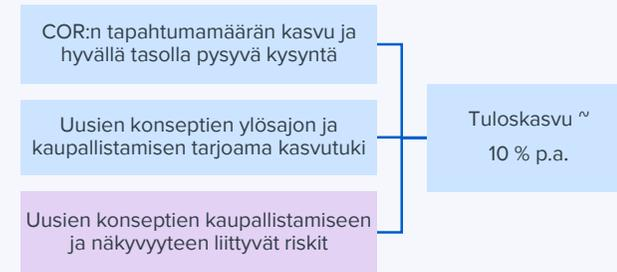 COR:n tapahtumamäärän kasvu ja
hyvällä tasolla pysyvä kysyntä
Uusien konseptien ylösajon ja
kaupallistamisen tarjoama kasvutuki
Uusien konseptien kaupallistamiseen
ja näkyvyyteen liittyvät riskit
Tuloskasvu ~
10 % p.a.